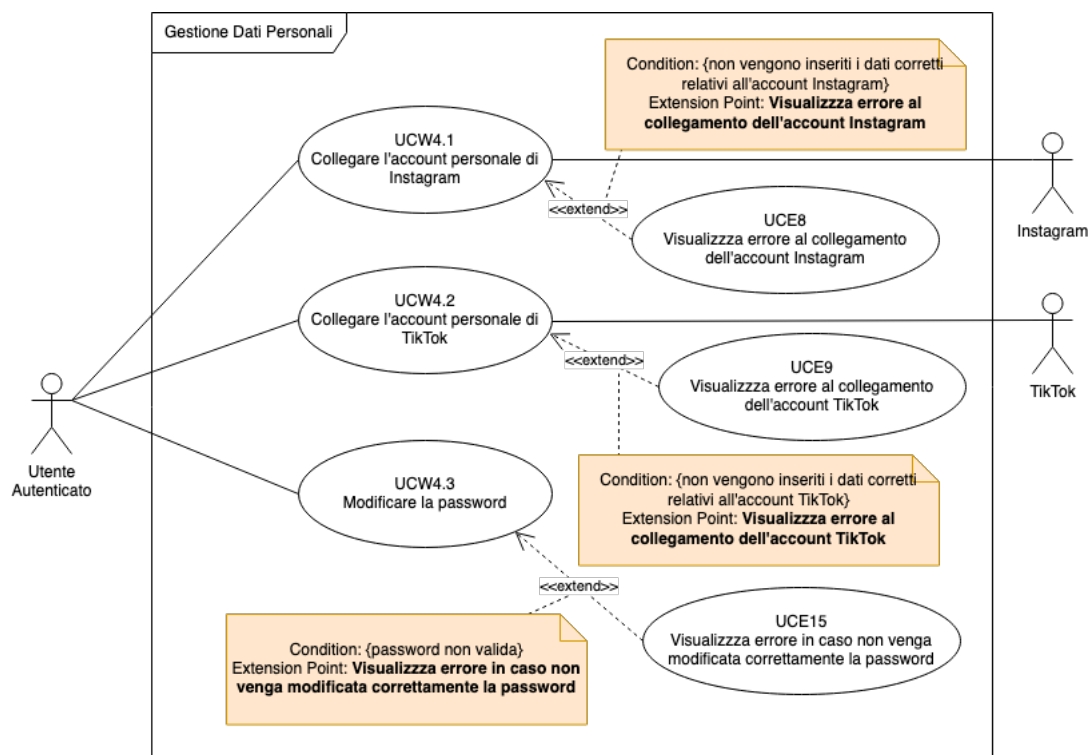 Gestione Dati Personali
Condition: {non vengono inseriti i dati corretti
relativi all'account Instagram}
Extension Point: Visualizzza errore al
collegamento dell'account Instagram
UCW4.1
Collegare l'account personale di
Instagram
<<extend>>
UCE8
Visualizzza errore al collegamento
dell'account Instagram
Instagram
UCW4.2
Collegare l'account personale di
TikTok
<<extend>>
UCE9
Visualizzza errore al collegamento
dell'account TikTok
TikTok
Utente
Autenticato
UCW4.3
Modificare la password
Condition: {non vengono inseriti i dati corretti
relativi all'account TikTok}
Extension Point: Visualizzza errore al
collegamento dell'account TikTok
<<extend>>
UCE15
Visualizzza errore in caso non venga
modificata correttamente la password
Condition: {password non valida}
Extension Point: Visualizzza errore in caso non
venga modificata correttamente la password